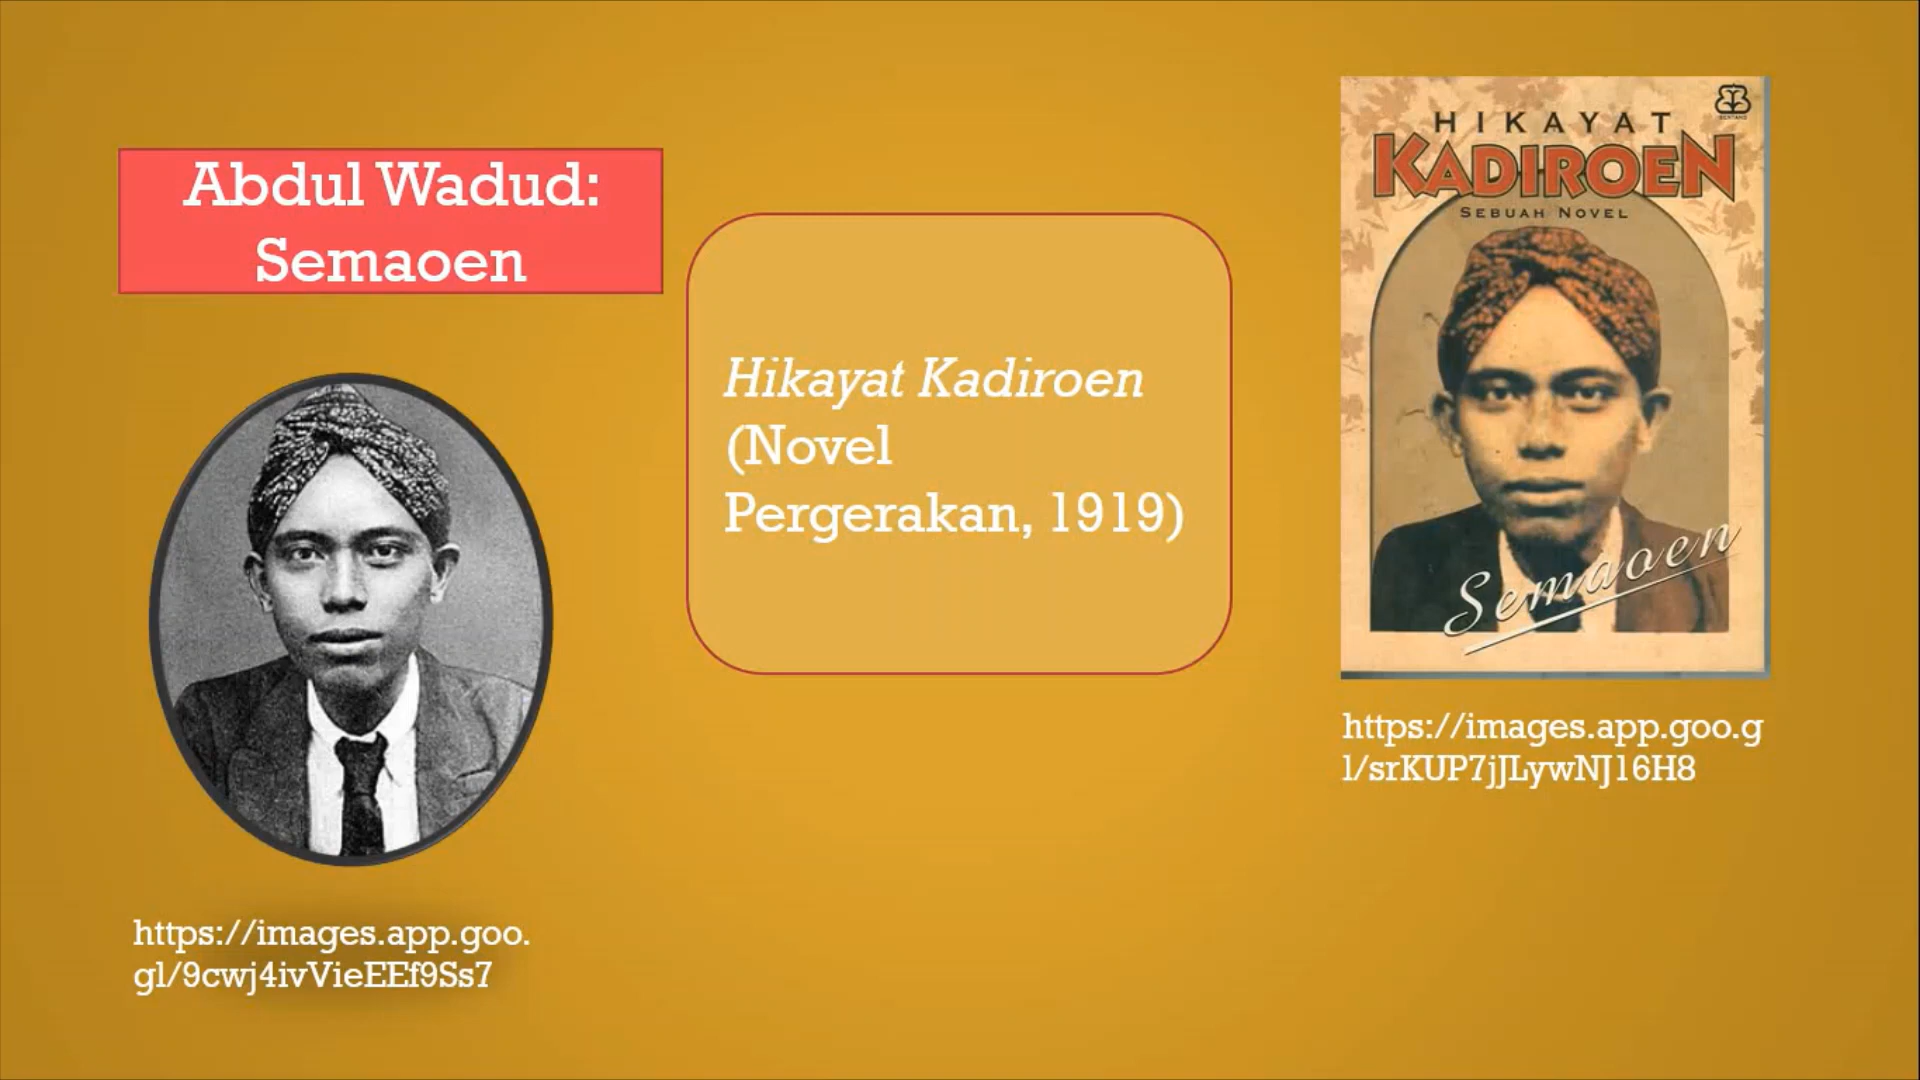 Abdul Wadud:
Semaoen
Hikayat Kadiroen
(Novel
Pergerakan, 1919)
HIKAYAT
KADIROEN
SEBUAH NOVEL
Semaoen
https://images.app.goo.g
l/srKUP7jJLywNJ16H8
https://images.app.goo.
gl/9cwj4ivVieEEf9Ss7